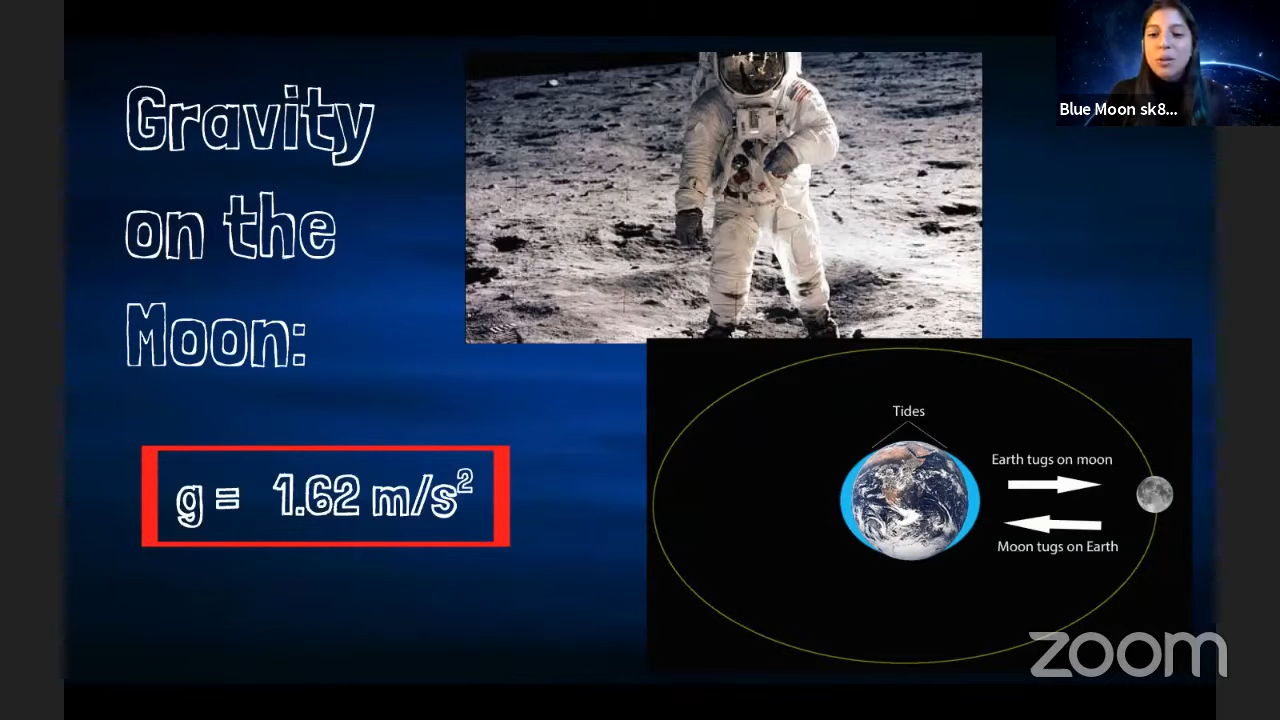 Gravity
on the
Moon:
g = 1.62 m/s²
Tides
Earth tugs on moon
Moon tugs on Earth
Blue Moon sk8...
zoom